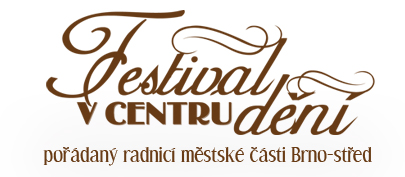 Festival
V CENTRU dění
pořádaný radnicí městské části Brno-střed